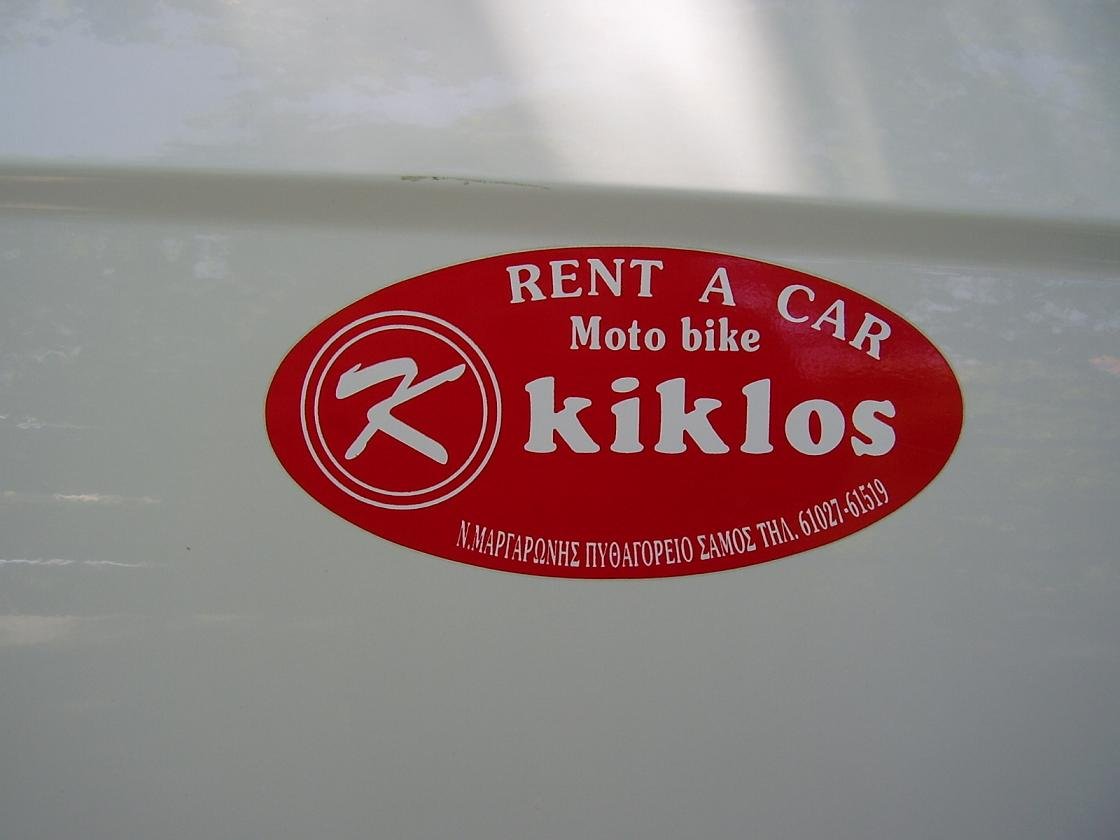 RENT A CAR
Moto bike
K
kiklos
Ν.ΜΑΡΓΑΡΩΝΗΣ ΠΥΘΑΓΟΡΕΙΟ ΣΑΜΟΣ ΤΗΛ. 61027-61519